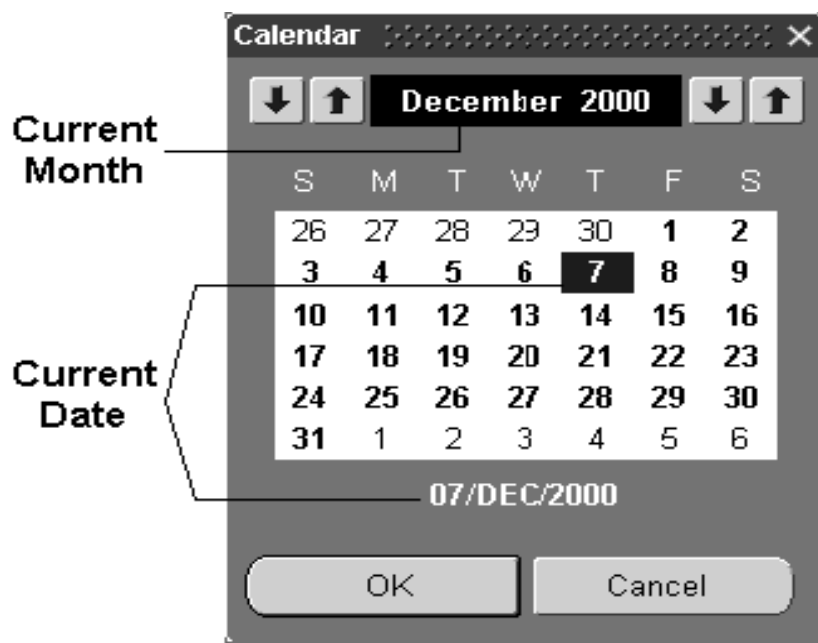 Calendar
December 2000
Current
Month
S M T W T F S
26 27 28 29 30 1 2
3 4 5 6 7 8 9
10 11 12 13 14 15 16
17 18 19 20 21 22 23
Current
Date
24 25 26 27 28 29 30
31 1 2 3 4 5 6
07/DEC/2000
OK Cancel